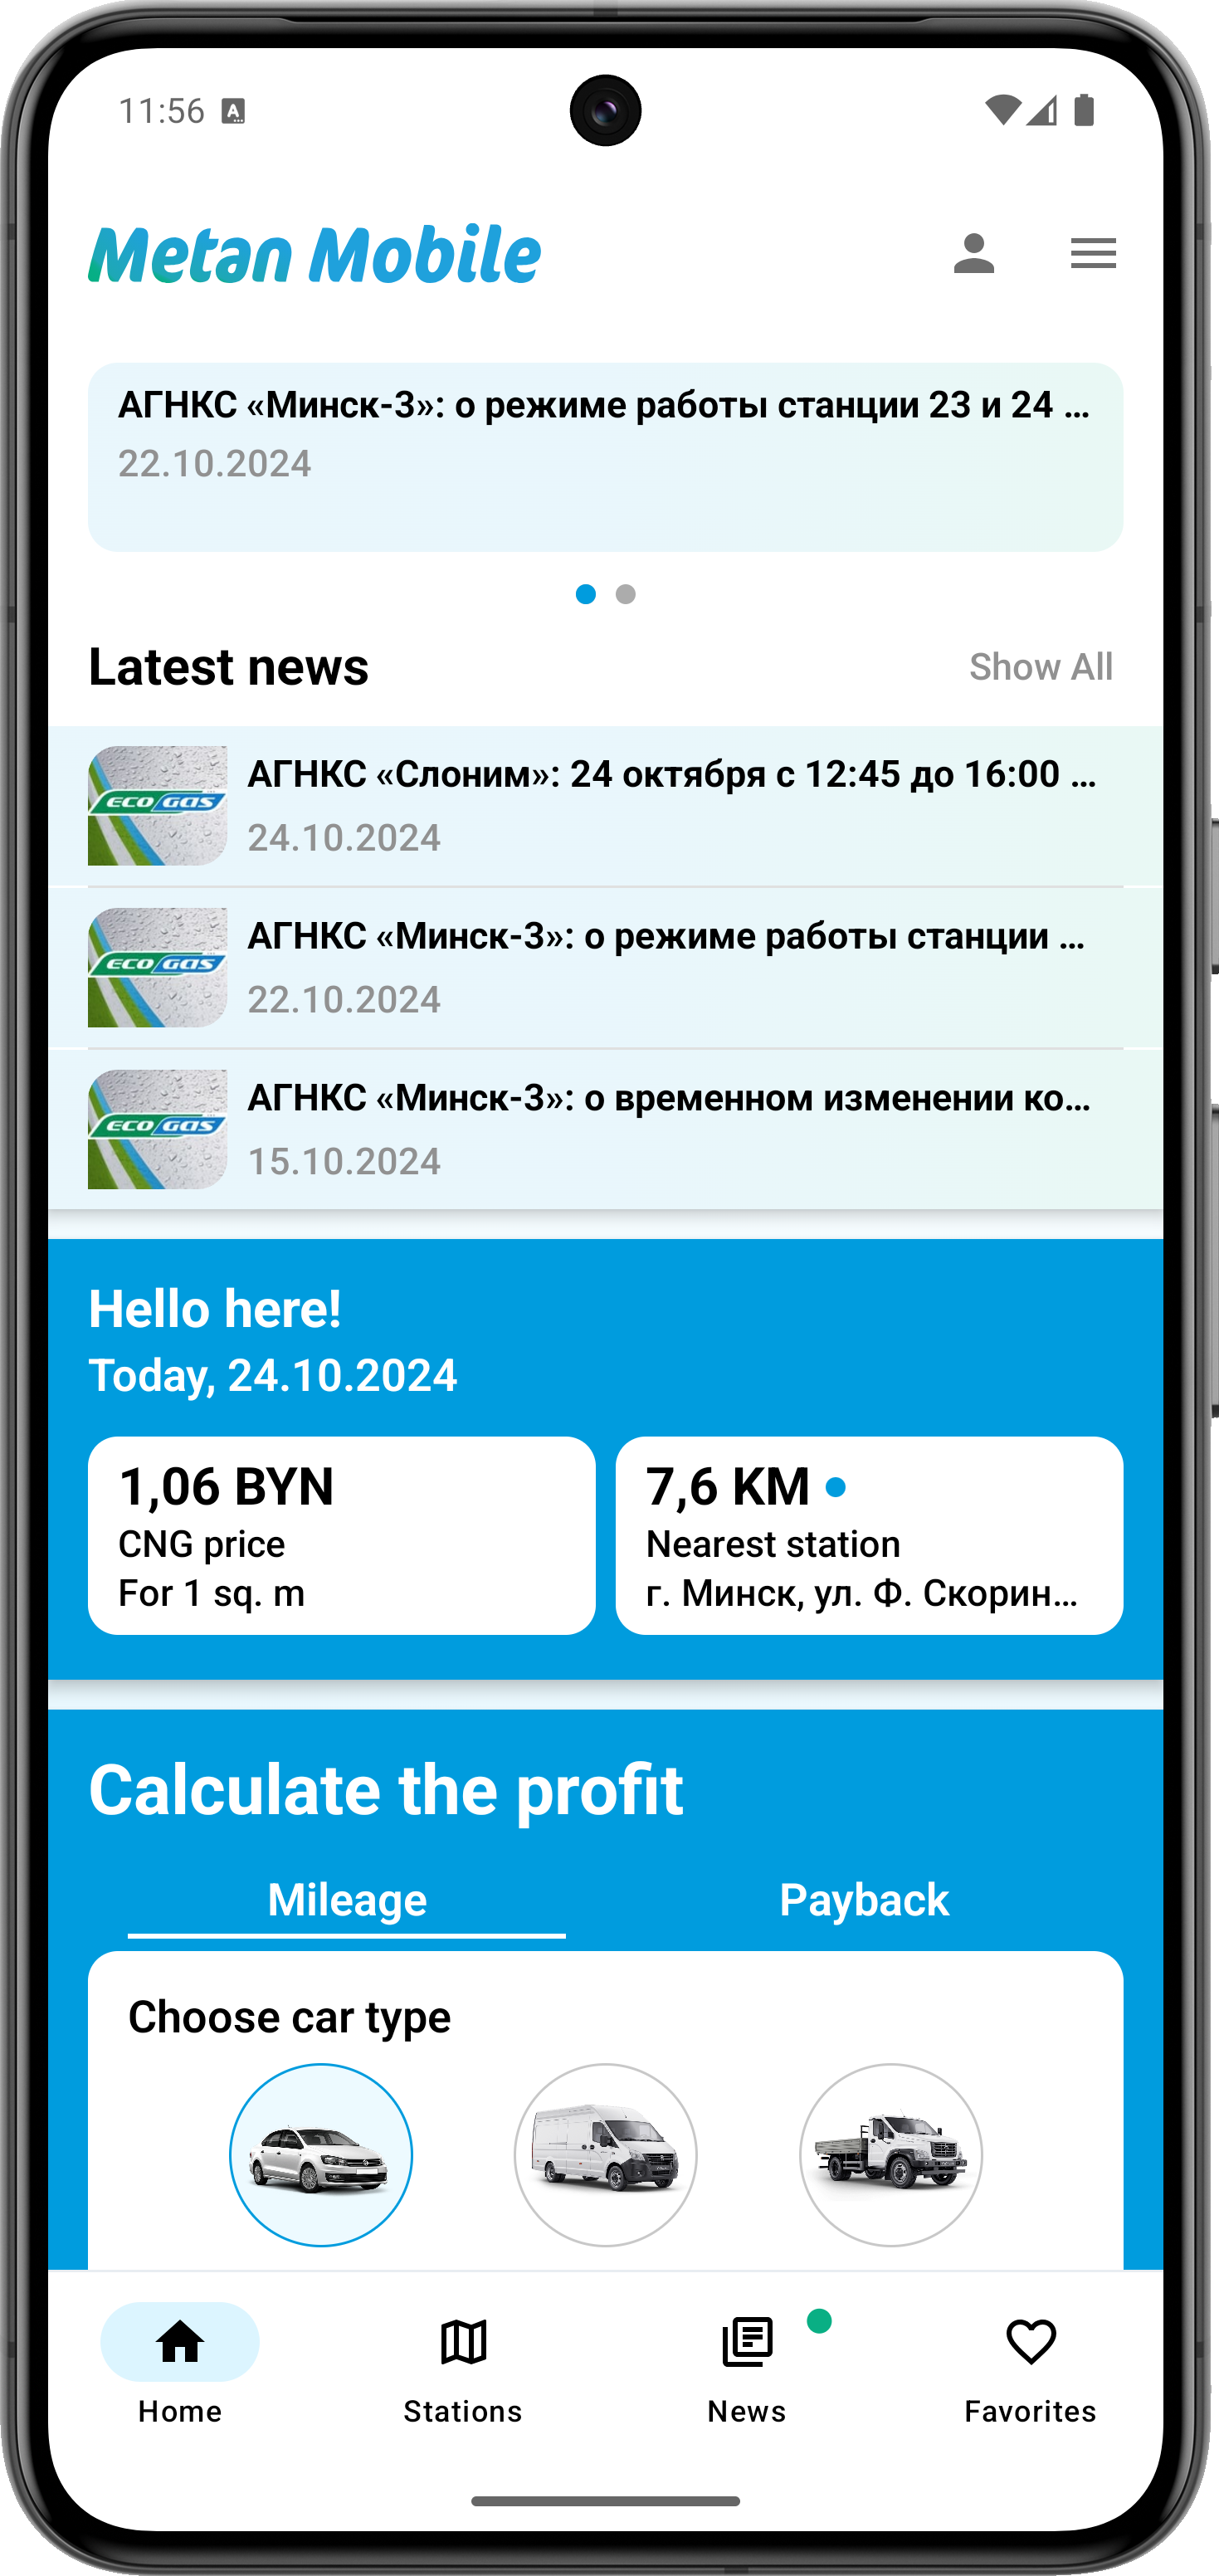 11:56
Metan Mobile
АГНКС «Минск-3»: о режиме работы станции 23 и 24 ...
22.10.2024
Latest news
Show All
ECO GAS
АГНКС «Слоним»: 24 октября с 12:45 до 16:00 ...
24.10.2024
ECO GAS
АГНКС «Минск-3»: о режиме работы станции ...
22.10.2024
ECO GAS
АГНКС «Минск-3»: о временном изменении ко...
15.10.2024
Hello here!
Today, 24.10.2024
1,06 BYN
CNG price
For 1 sq. m
7,6 KM
Nearest station
г. Минск, ул. Ф. Скорин...
Calculate the profit
Mileage
Payback
Choose car type
Home
Stations
News
Favorites